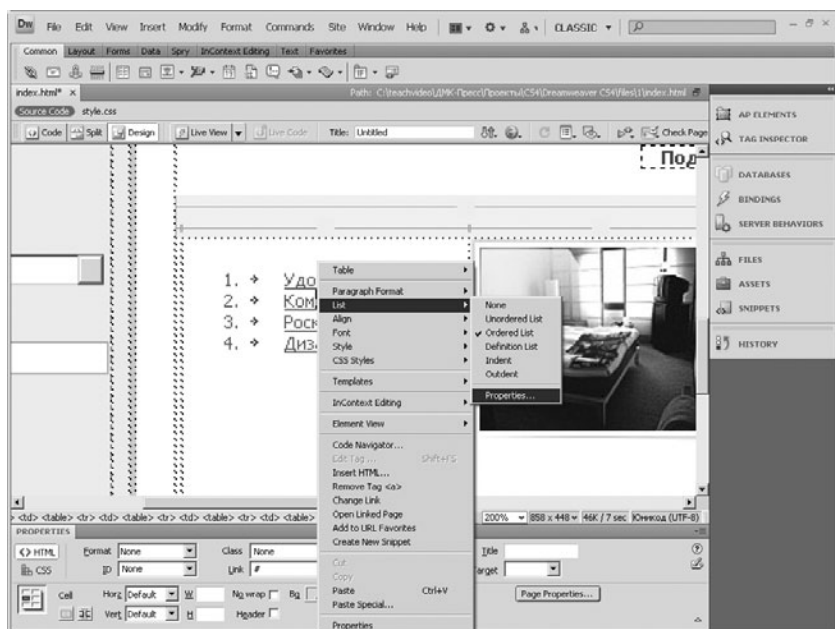 Dw File Edit View Insert Modify Format Commands Site Window Help CLASSIC
Common Layout Forms Data Spry InContext Editing Text Favorites
index.html* × Path: C:\teachvideo\ДМК-Пресс\Проекты\CS4\Dreamweaver CS4\files\1\index.html
Source Code style.css
Code Split Design Live View Live Code Title: Untitled Check Page
Под
1. Удо
2. Ком
3. Роск
4. Диза
Table
Paragraph Format
List
Align
Font
Style
CSS Styles
Templates
InContext Editing
Element View
Code Navigator...
Edit Tag ... Shift+F5
Insert HTML...
Remove Tag <a>
Change Link
Open Linked Page
Add to URL Favorites
Create New Snippet
Cut
Copy
Paste Ctrl+V
Paste Special...
Properties
None
Unordered List
Ordered List
Definition List
Indent
Outdent
Properties...
AP ELEMENTS
TAG INSPECTOR
DATABASES
BINDINGS
SERVER BEHAVIORS
FILES
ASSETS
SNIPPETS
HISTORY
> <td> <table> <tr> <td> <table> <tr> <td> <table> <tr> <td> <table> 200% 858 x 448 46K / 7 sec Юникод (UTF-8)
PROPERTIES
<> HTML Format None Class None Title
CSS ID None Link # arget
Cell Horz Default W No wrap Bg Page Properties...
Vert Default H Header